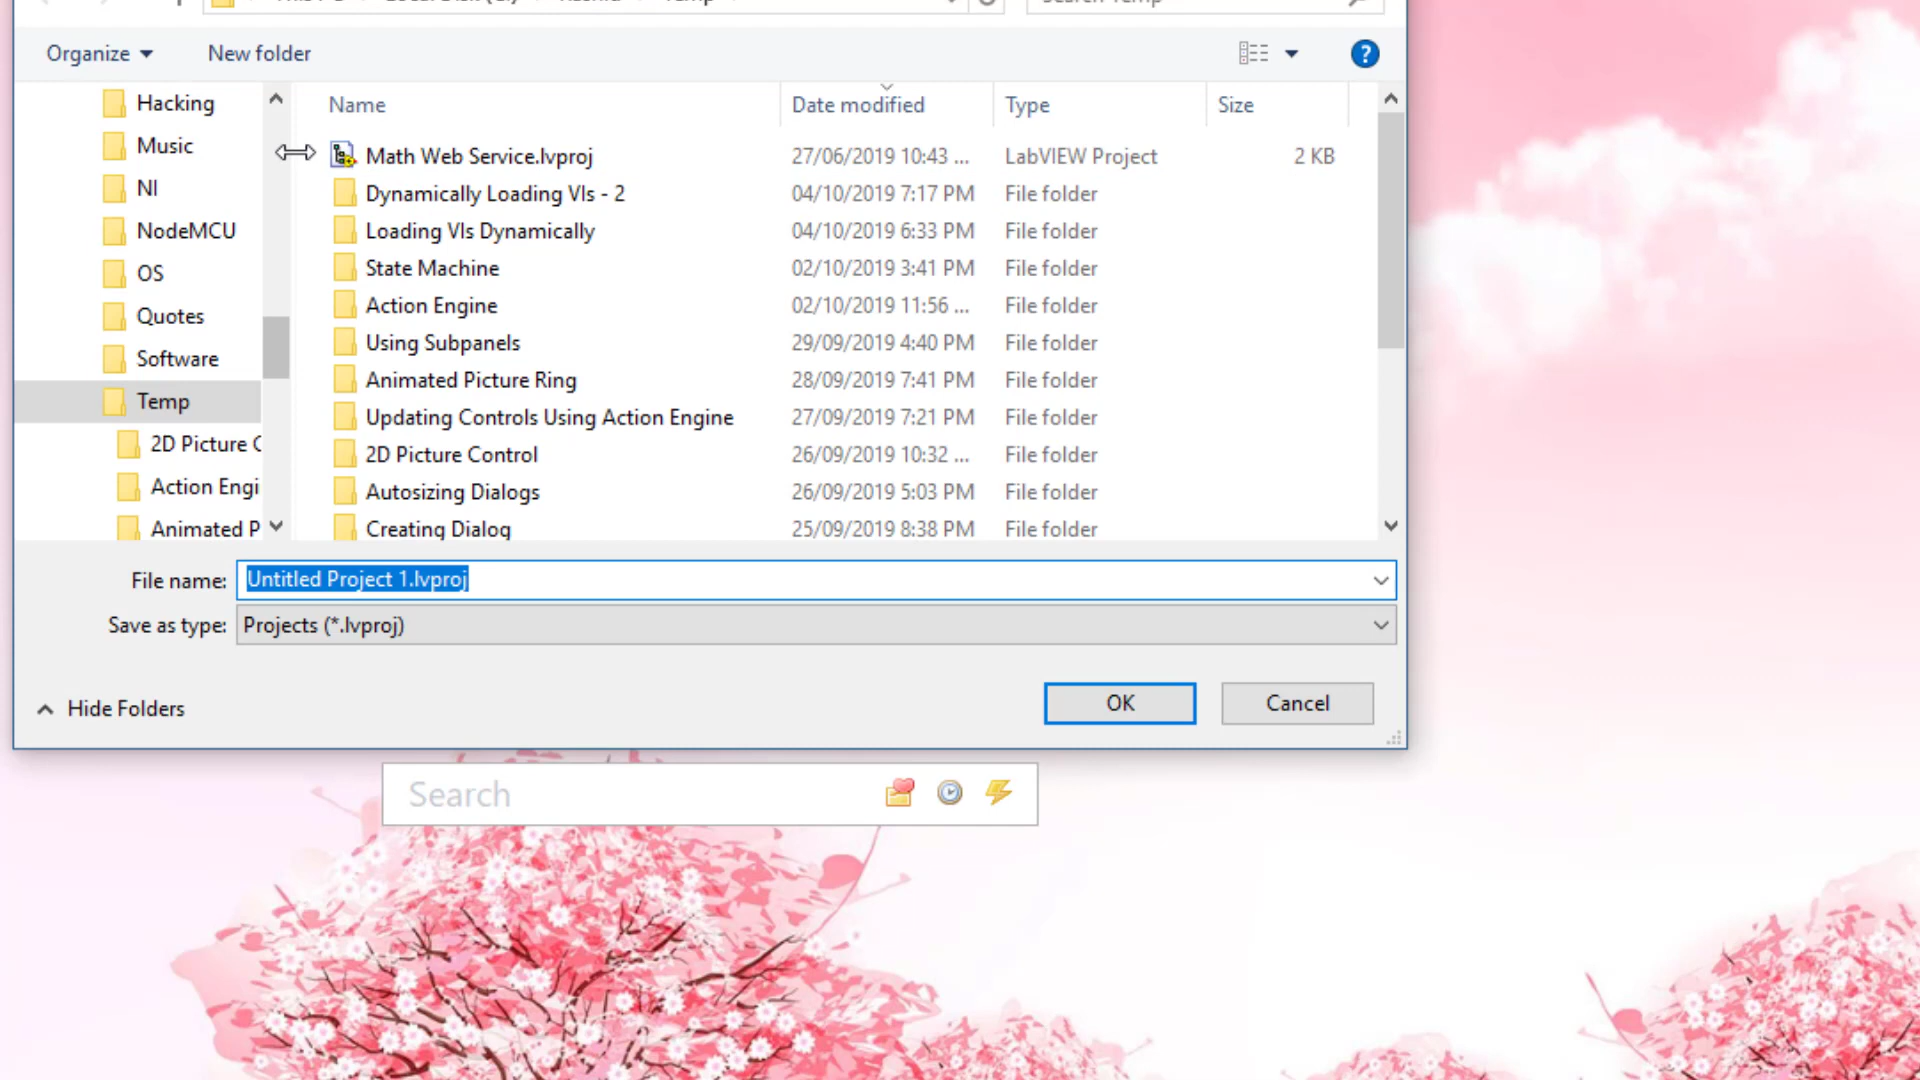 Organize New folder ?
Name Date modified Type Size
Hacking
Music
NI
NodeMCU
OS
Quotes
Software
Temp
2D Picture C
Action Engi
Animated P
Math Web Service.lvproj 27/06/2019 10:43 ... LabVIEW Project 2 KB
Dynamically Loading VIs - 2 04/10/2019 7:17 PM File folder
Loading VIs Dynamically 04/10/2019 6:33 PM File folder
State Machine 02/10/2019 3:41 PM File folder
Action Engine 02/10/2019 11:56 ... File folder
Using Subpanels 29/09/2019 4:40 PM File folder
Animated Picture Ring 28/09/2019 7:41 PM File folder
Updating Controls Using Action Engine 27/09/2019 7:21 PM File folder
2D Picture Control 26/09/2019 10:32 ... File folder
Autosizing Dialogs 26/09/2019 5:03 PM File folder
Creating Dialog 25/09/2019 8:38 PM File folder
File name: Untitled Project 1.lvproj
Save as type: Projects (*.lvproj)
Hide Folders OK Cancel
Search